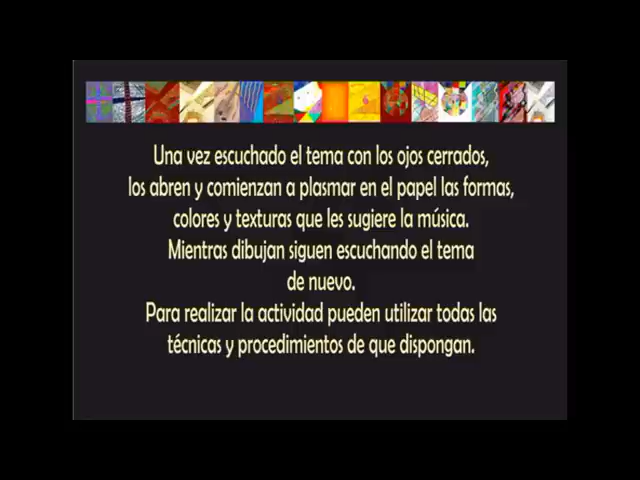 Una vez escuchado el tema con los ojos cerrados,
los abren y comienzan a plasmar en el papel las formas,
colores y texturas que les sugiere la música.
Mientras dibujan siguen escuchando el tema
de nuevo.
Para realizar la actividad pueden utilizar todas las
técnicas y procedimientos de que dispongan.